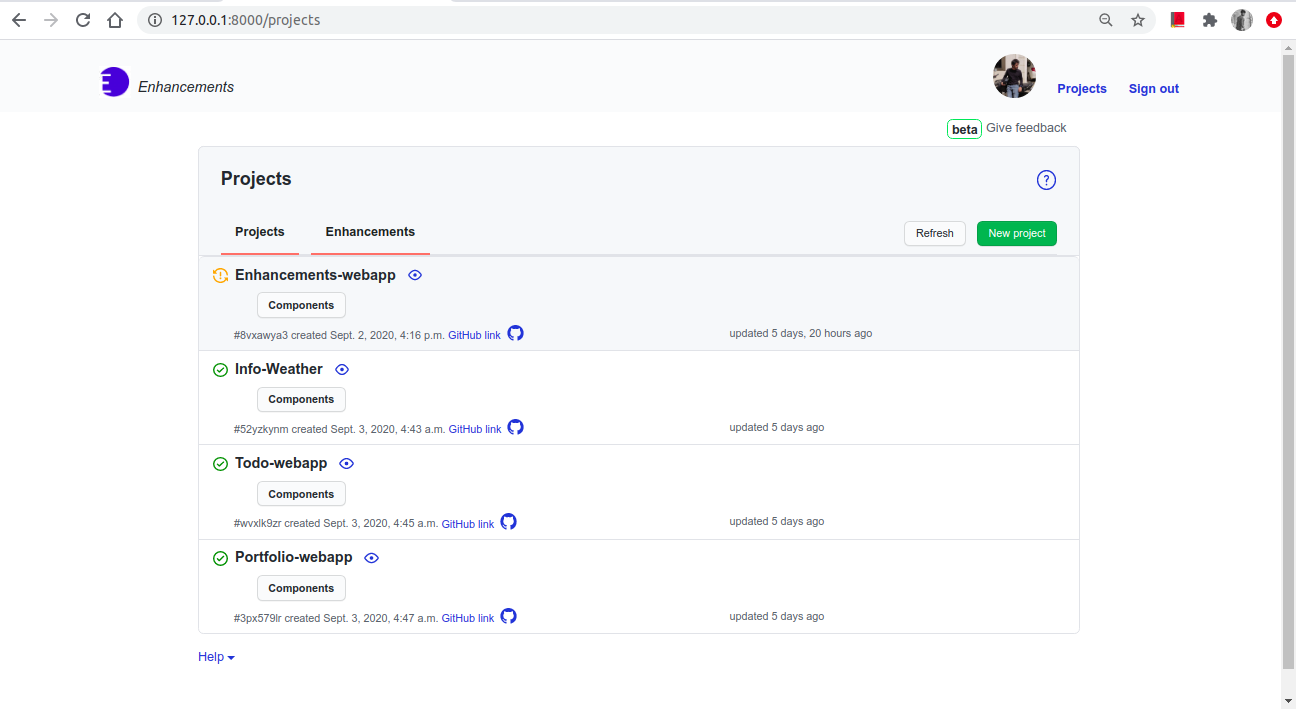 127.0.0.1:8000/projects
Enhancements
Projects
Sign out
beta Give feedback
Projects
?
Projects
Enhancements
Refresh
New project
Enhancements-webapp
Components
#8vxawya3 created Sept. 2, 2020, 4:16 p.m. GitHub link
updated 5 days, 20 hours ago
Info-Weather
Components
#52yzkynm created Sept. 3, 2020, 4:43 a.m. GitHub link
updated 5 days ago
Todo-webapp
Components
#wvxlk9zr created Sept. 3, 2020, 4:45 a.m. GitHub link
updated 5 days ago
Portfolio-webapp
Components
#3px579lr created Sept. 3, 2020, 4:47 a.m. GitHub link
updated 5 days ago
Help